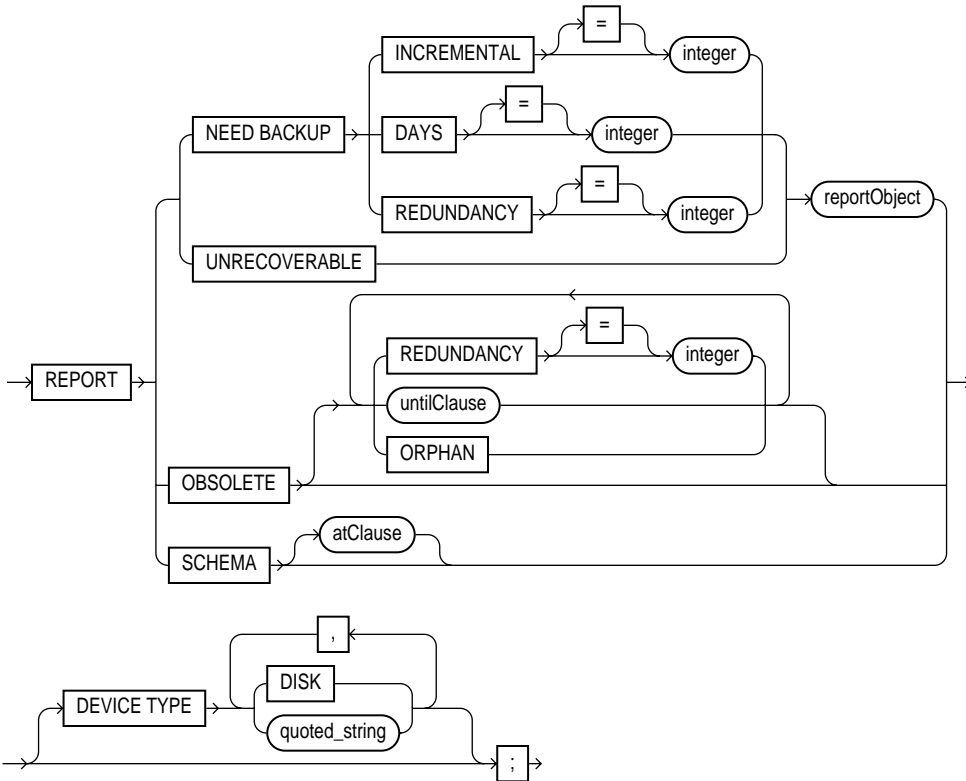 INCREMENTAL = integer
NEED BACKUP DAYS = integer
REDUNDANCY = integer
reportObject
UNRECOVERABLE
REDUNDANCY = integer
REPORT
untilClause
ORPHAN
OBSOLETE
SCHEMA atClause
,
DEVICE TYPE DISK
quoted_string
;